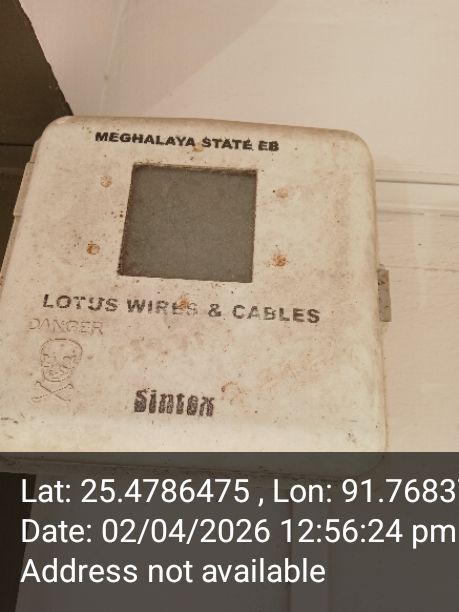 MEGHALAYA STATE EB
LOTUS WIRES & CABLES
DANGER
Sintex
Lat: 25.4786475 , Lon: 91.7683
Date: 02/04/2026 12:56:24 pm
Address not available